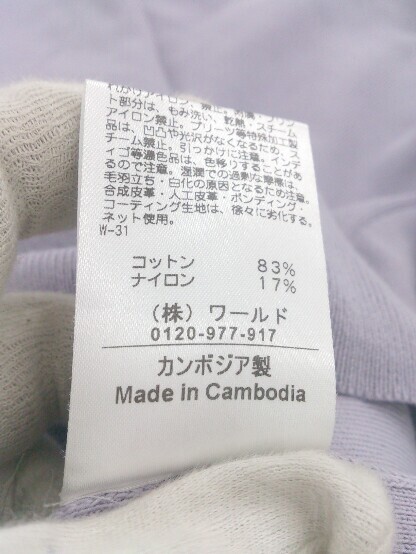 ト部分は、もみ洗い、乾熱・スチーム
アイロン禁止。プリーツ等特殊加工製
品は、凹凸や光沢がなくなるためス
チーム禁止。引っかけに注意。インデ
ィゴ等濃色品は、色移りすることがあ
るので注意。湿潤での過剰な摩擦は、
毛羽立ち・白化の原因となるため注意。
合成皮革・人工皮革・ボンディング・
コーティング生地は、徐々に劣化する。
ネット使用。
W-31
コットン 83%
ナイロン 17%
(株) ワールド
0120-977-917
カンボジア製
Made in Cambodia